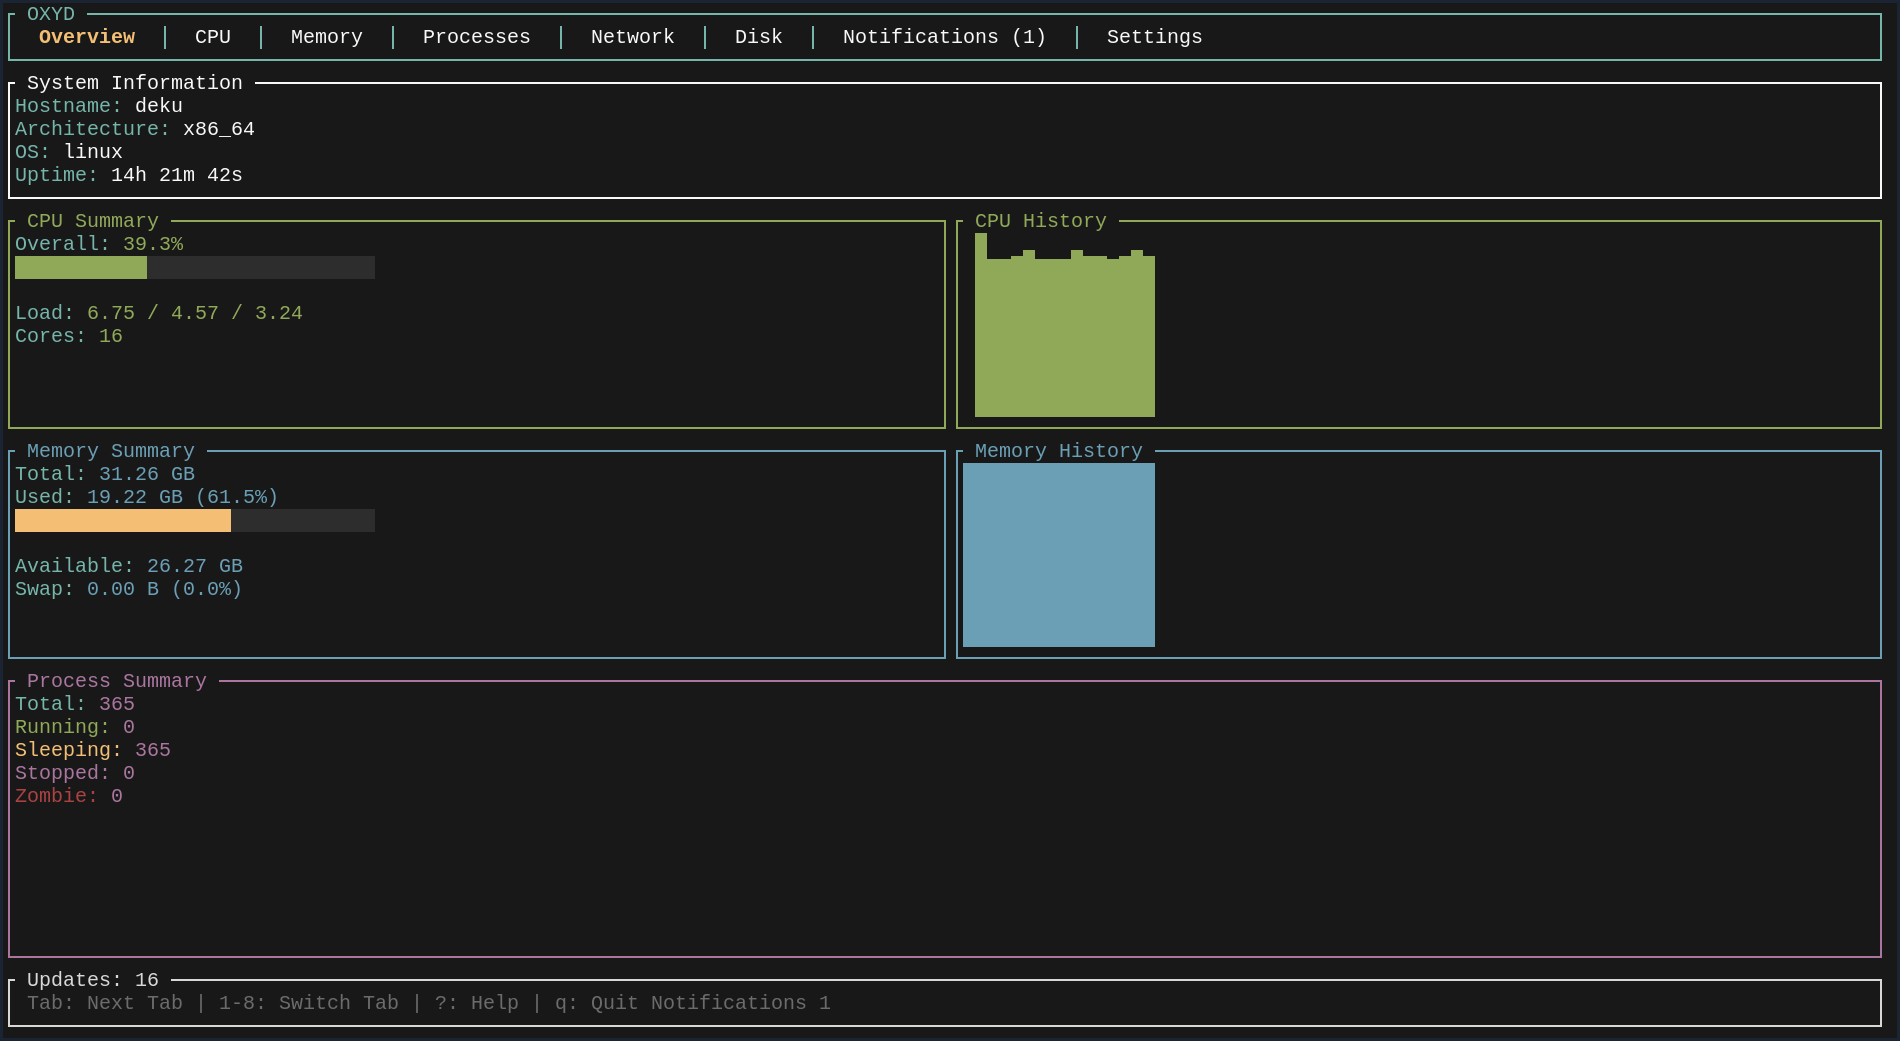 OXYD
Overview │ CPU │ Memory │ Processes │ Network │ Disk │ Notifications (1) │ Settings
System Information
Hostname: deku
Architecture: x86_64
OS: linux
Uptime: 14h 21m 42s
CPU Summary
Overall: 39.3%
Load: 6.75 / 4.57 / 3.24
Cores: 16
CPU History
Memory Summary
Total: 31.26 GB
Used: 19.22 GB (61.5%)
Available: 26.27 GB
Swap: 0.00 B (0.0%)
Memory History
Process Summary
Total: 365
Running: 0
Sleeping: 365
Stopped: 0
Zombie: 0
Updates: 16
Tab: Next Tab | 1-8: Switch Tab | ?: Help | q: Quit Notifications 1